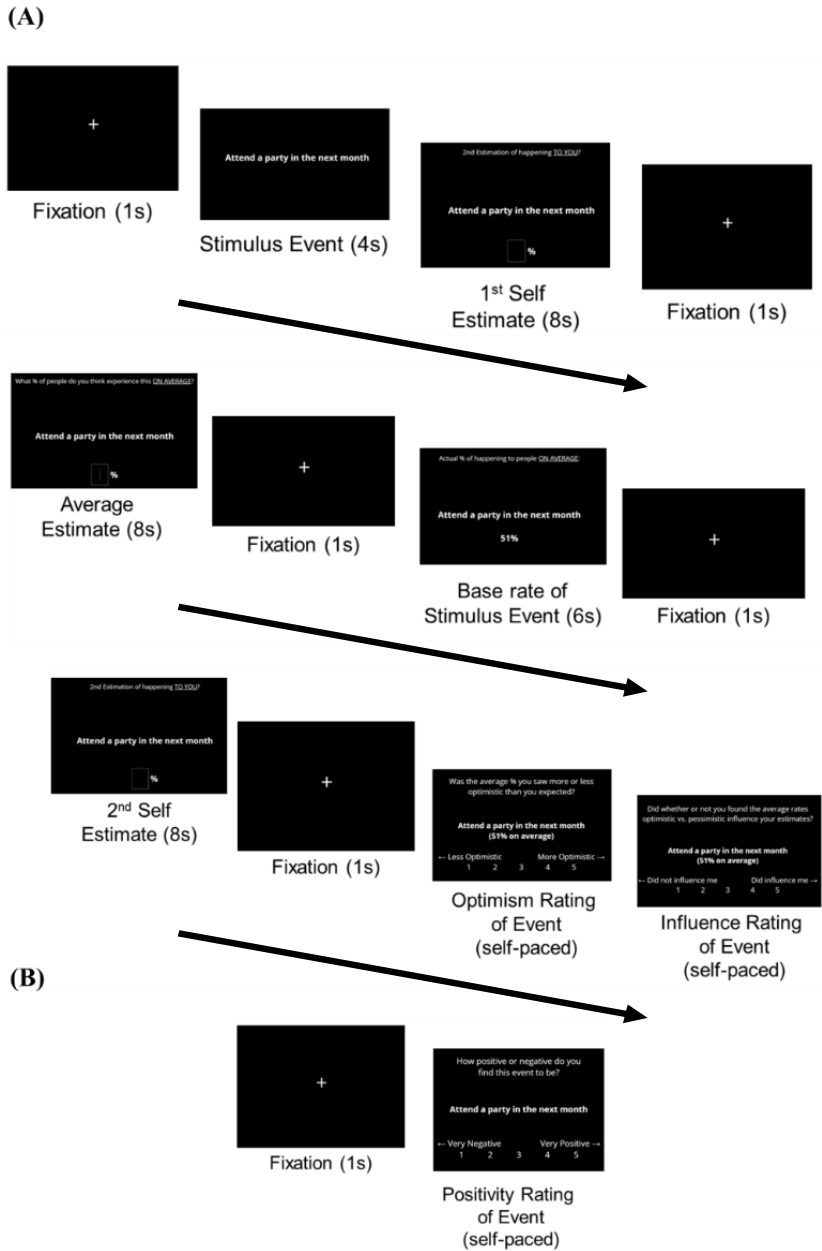 (A)
+
Fixation (1s)
Attend a party in the next month
Stimulus Event (4s)
2nd Estimation of happening TO YOU?
Attend a party in the next month
%
1st Self
Estimate (8s)
+
Fixation (1s)
What % of people do you think experience this ON AVERAGE?
Attend a party in the next month
%
Average
Estimate (8s)
+
Fixation (1s)
Actual % of happening to people ON AVERAGE:
Attend a party in the next month
51%
Base rate of
Stimulus Event (6s)
+
Fixation (1s)
2nd Estimation of happening TO YOU?
Attend a party in the next month
%
2nd Self
Estimate (8s)
+
Fixation (1s)
Was the average % you saw more or less
optimistic than you expected?
Attend a party in the next month
(51% on average)
← Less Optimistic More Optimistic →
1 2 3 4 5
Optimism Rating
of Event
(self-paced)
Did whether or not you found the average rates
optimistic vs. pessimistic influence your estimates?
Attend a party in the next month
(51% on average)
← Did not influence me Did influence me →
1 2 3 4 5
Influence Rating
of Event
(self-paced)
(B)
+
Fixation (1s)
How positive or negative do you
find this event to be?
Attend a party in the next month
← Very Negative Very Positive →
1 2 3 4 5
Positivity Rating
of Event
(self-paced)